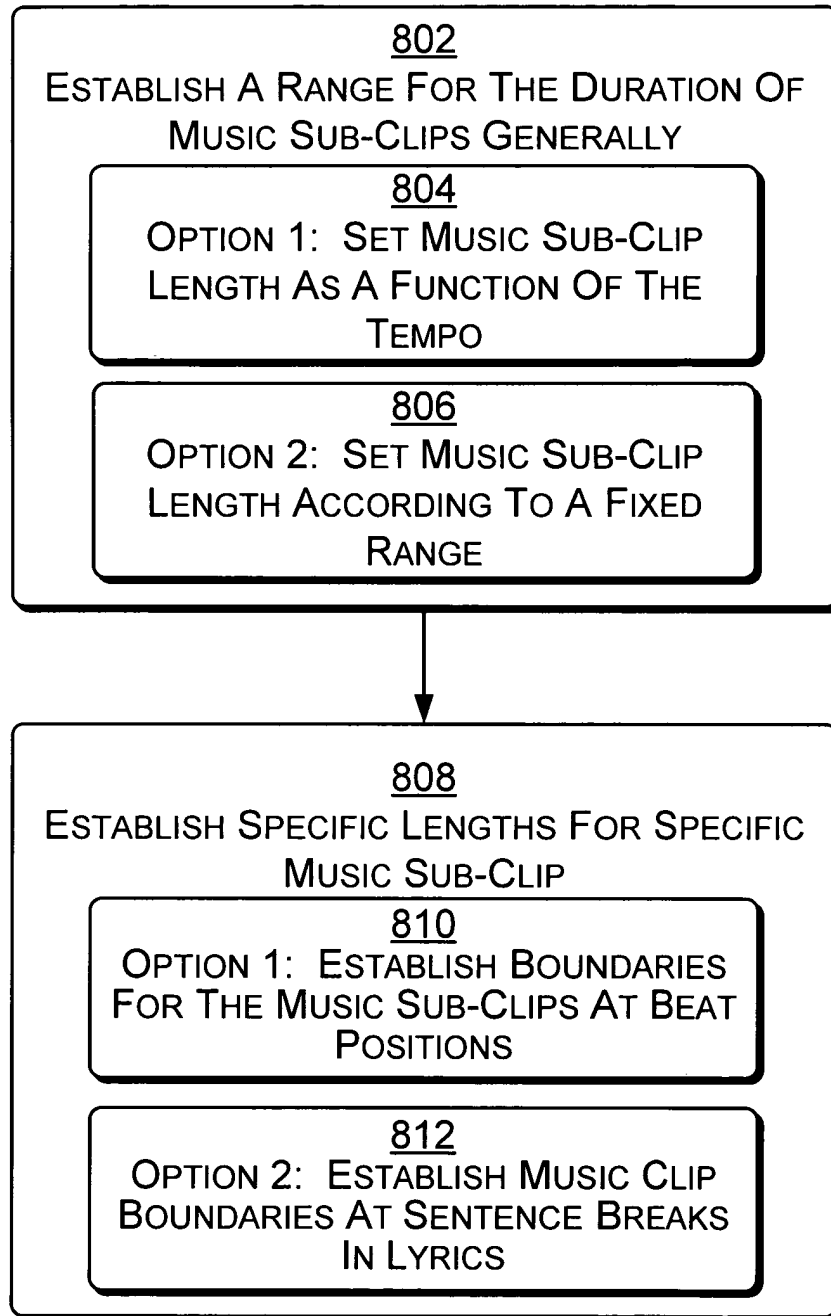 802
ESTABLISH A RANGE FOR THE DURATION OF
MUSIC SUB-CLIPS GENERALLY
804
OPTION 1: SET MUSIC SUB-CLIP
LENGTH AS A FUNCTION OF THE
TEMPO
806
OPTION 2: SET MUSIC SUB-CLIP
LENGTH ACCORDING TO A FIXED
RANGE
808
ESTABLISH SPECIFIC LENGTHS FOR SPECIFIC
MUSIC SUB-CLIP
810
OPTION 1: ESTABLISH BOUNDARIES
FOR THE MUSIC SUB-CLIPS AT BEAT
POSITIONS
812
OPTION 2: ESTABLISH MUSIC CLIP
BOUNDARIES AT SENTENCE BREAKS
IN LYRICS